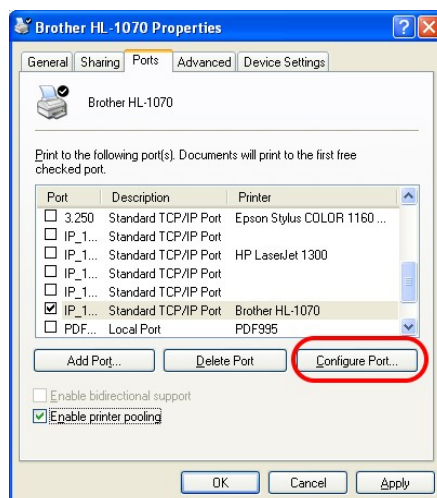 Brother HL-1070 Properties
General Sharing Ports Advanced Device Settings
Brother HL-1070
Print to the following port(s). Documents will print to the first free
checked port.
Port Description Printer
3.250 Standard TCP/IP Port Epson Stylus COLOR 1160 ...
IP_1... Standard TCP/IP Port
IP_1... Standard TCP/IP Port HP LaserJet 1300
IP_1... Standard TCP/IP Port
IP_1... Standard TCP/IP Port
IP_1... Standard TCP/IP Port Brother HL-1070
PDF... Local Port PDF995
Add Port... Delete Port Configure Port...
Enable bidirectional support
Enable printer pooling
OK Cancel Apply